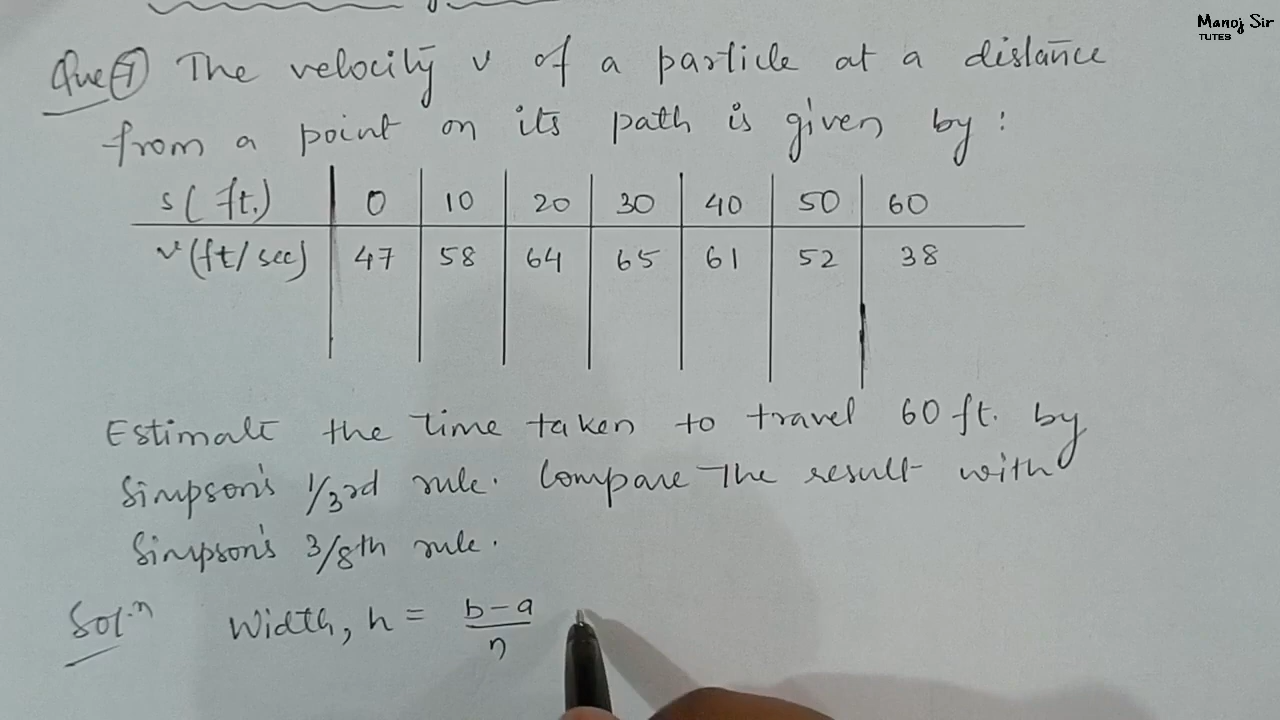 Manoj Sir
TUTES
Que 7 The velocity v of a particle at a distance
from a point on its path is given by:
s( ft.) 0 10 20 30 40 50 60
v(ft/sec) 47 58 64 65 61 52 38
Estimate the time taken to travel 60 ft. by
Simpson's 1/3rd rule. Compare the result with
Simpson's 3/8th rule.
Sol.n Width, h = b-a
n